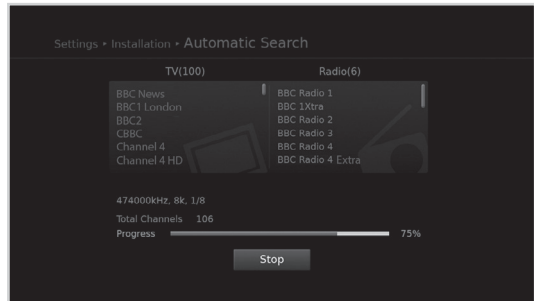 Settings ▸ Installation ▸ Automatic Search
TV(100)
BBC News
BBC1 London
BBC2
CBBC
Channel 4
Channel 4 HD
Radio(6)
BBC Radio 1
BBC 1Xtra
BBC Radio 2
BBC Radio 3
BBC Radio 4
BBC Radio 4 Extra
474000kHz, 8k, 1/8
Total Channels 106
Progress 75%
Stop